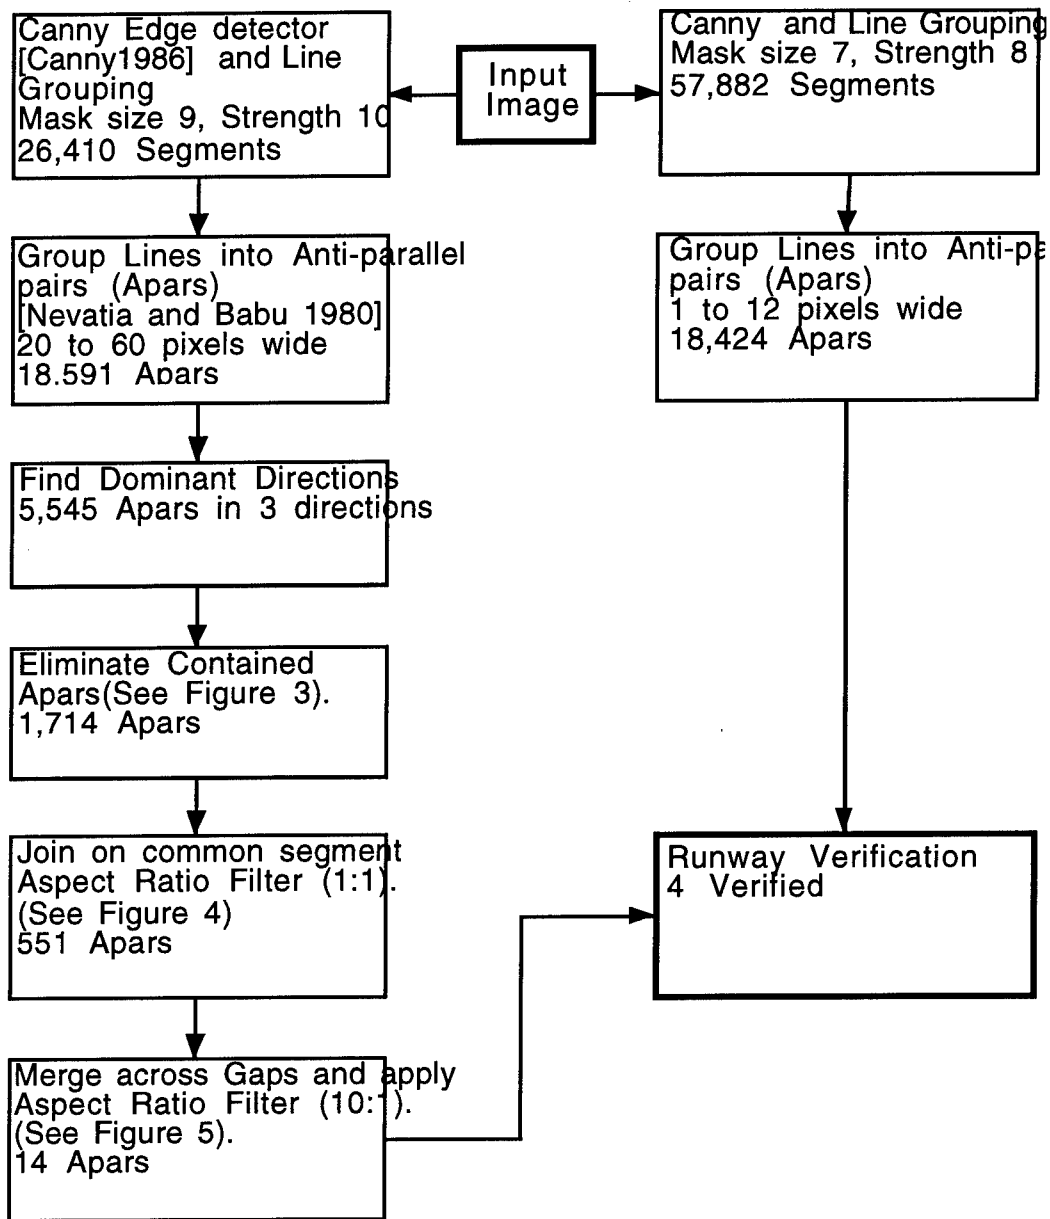 Canny Edge detector
[Canny1986] and Line
Grouping
Mask size 9, Strength 10
26,410 Segments
Input
Image
Canny and Line Grouping
Mask size 7, Strength 8
57,882 Segments
Group Lines into Anti-parallel
pairs (Apars)
[Nevatia and Babu 1980]
20 to 60 pixels wide
18.591 Apars
Group Lines into Anti-pa
pairs (Apars)
1 to 12 pixels wide
18,424 Apars
Find Dominant Directions
5,545 Apars in 3 directions
Eliminate Contained
Apars(See Figure 3).
1,714 Apars
Join on common segment
Aspect Ratio Filter (1:1).
(See Figure 4)
551 Apars
Runway Verification
4 Verified
Merge across Gaps and apply
Aspect Ratio Filter (10:1).
(See Figure 5).
14 Apars